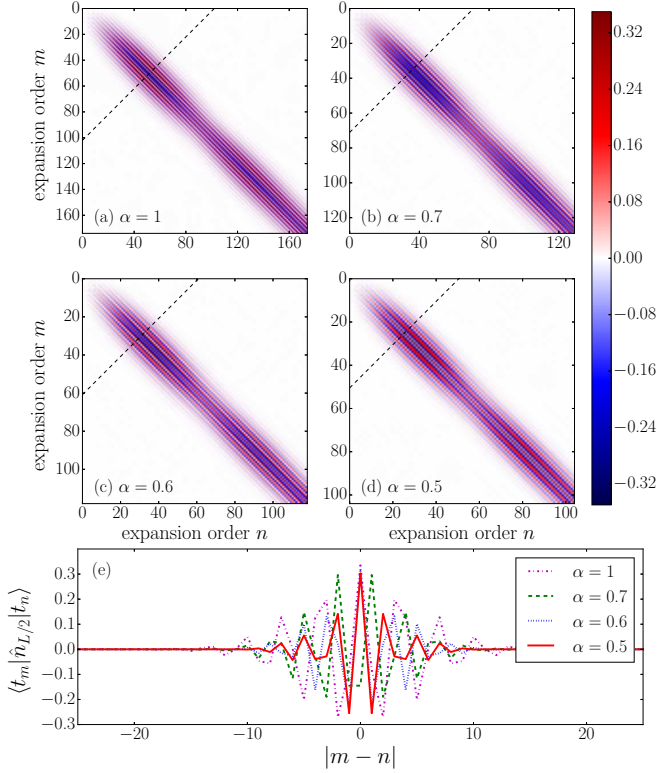 0
20
40
60
80
100
120
140
160
expansion order m
(a) α = 1
0 40 80 120 160
0
20
40
60
80
100
120
(b) α = 0.7
0 40 80 120
0.32
0.24
0.16
0.08
0.00
−0.08
−0.16
−0.24
−0.32
0
20
40
60
80
100
expansion order m
(c) α = 0.6
0 20 40 60 80 100
expansion order n
0
20
40
60
80
100
(d) α = 0.5
0 20 40 60 80 100
expansion order n
(e)
0.3
0.2
0.1
0.0
−0.1
−0.2
−0.3
⟨t_m|n̂_{L/2}|t_n⟩
α = 1
α = 0.7
α = 0.6
α = 0.5
−20 −10 0 10 20
|m − n|